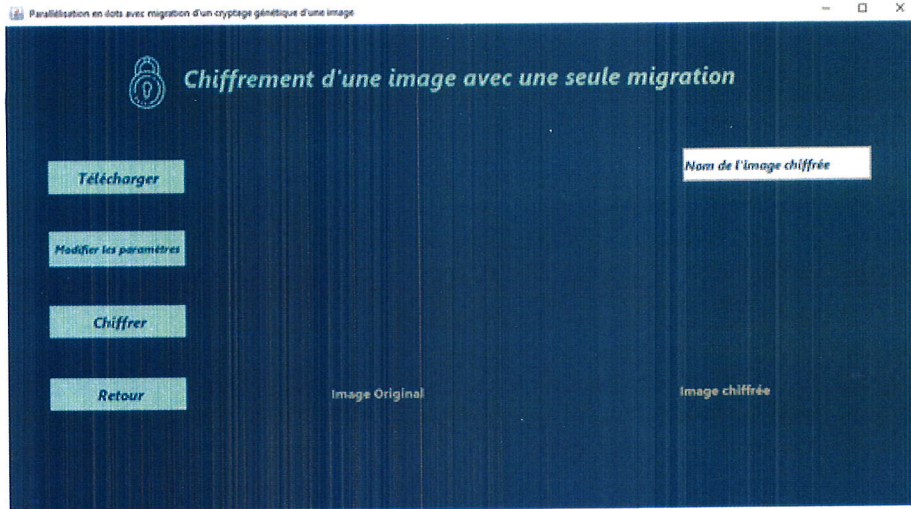 Parallélisation en ilots avec migration d'un cryptage génétique d'une image
Chiffrement d'une image avec une seule migration
Télécharger
Nom de l'image chiffrée
Modifier les paramètres
Chiffrer
Retour
Image Original
Image chiffrée